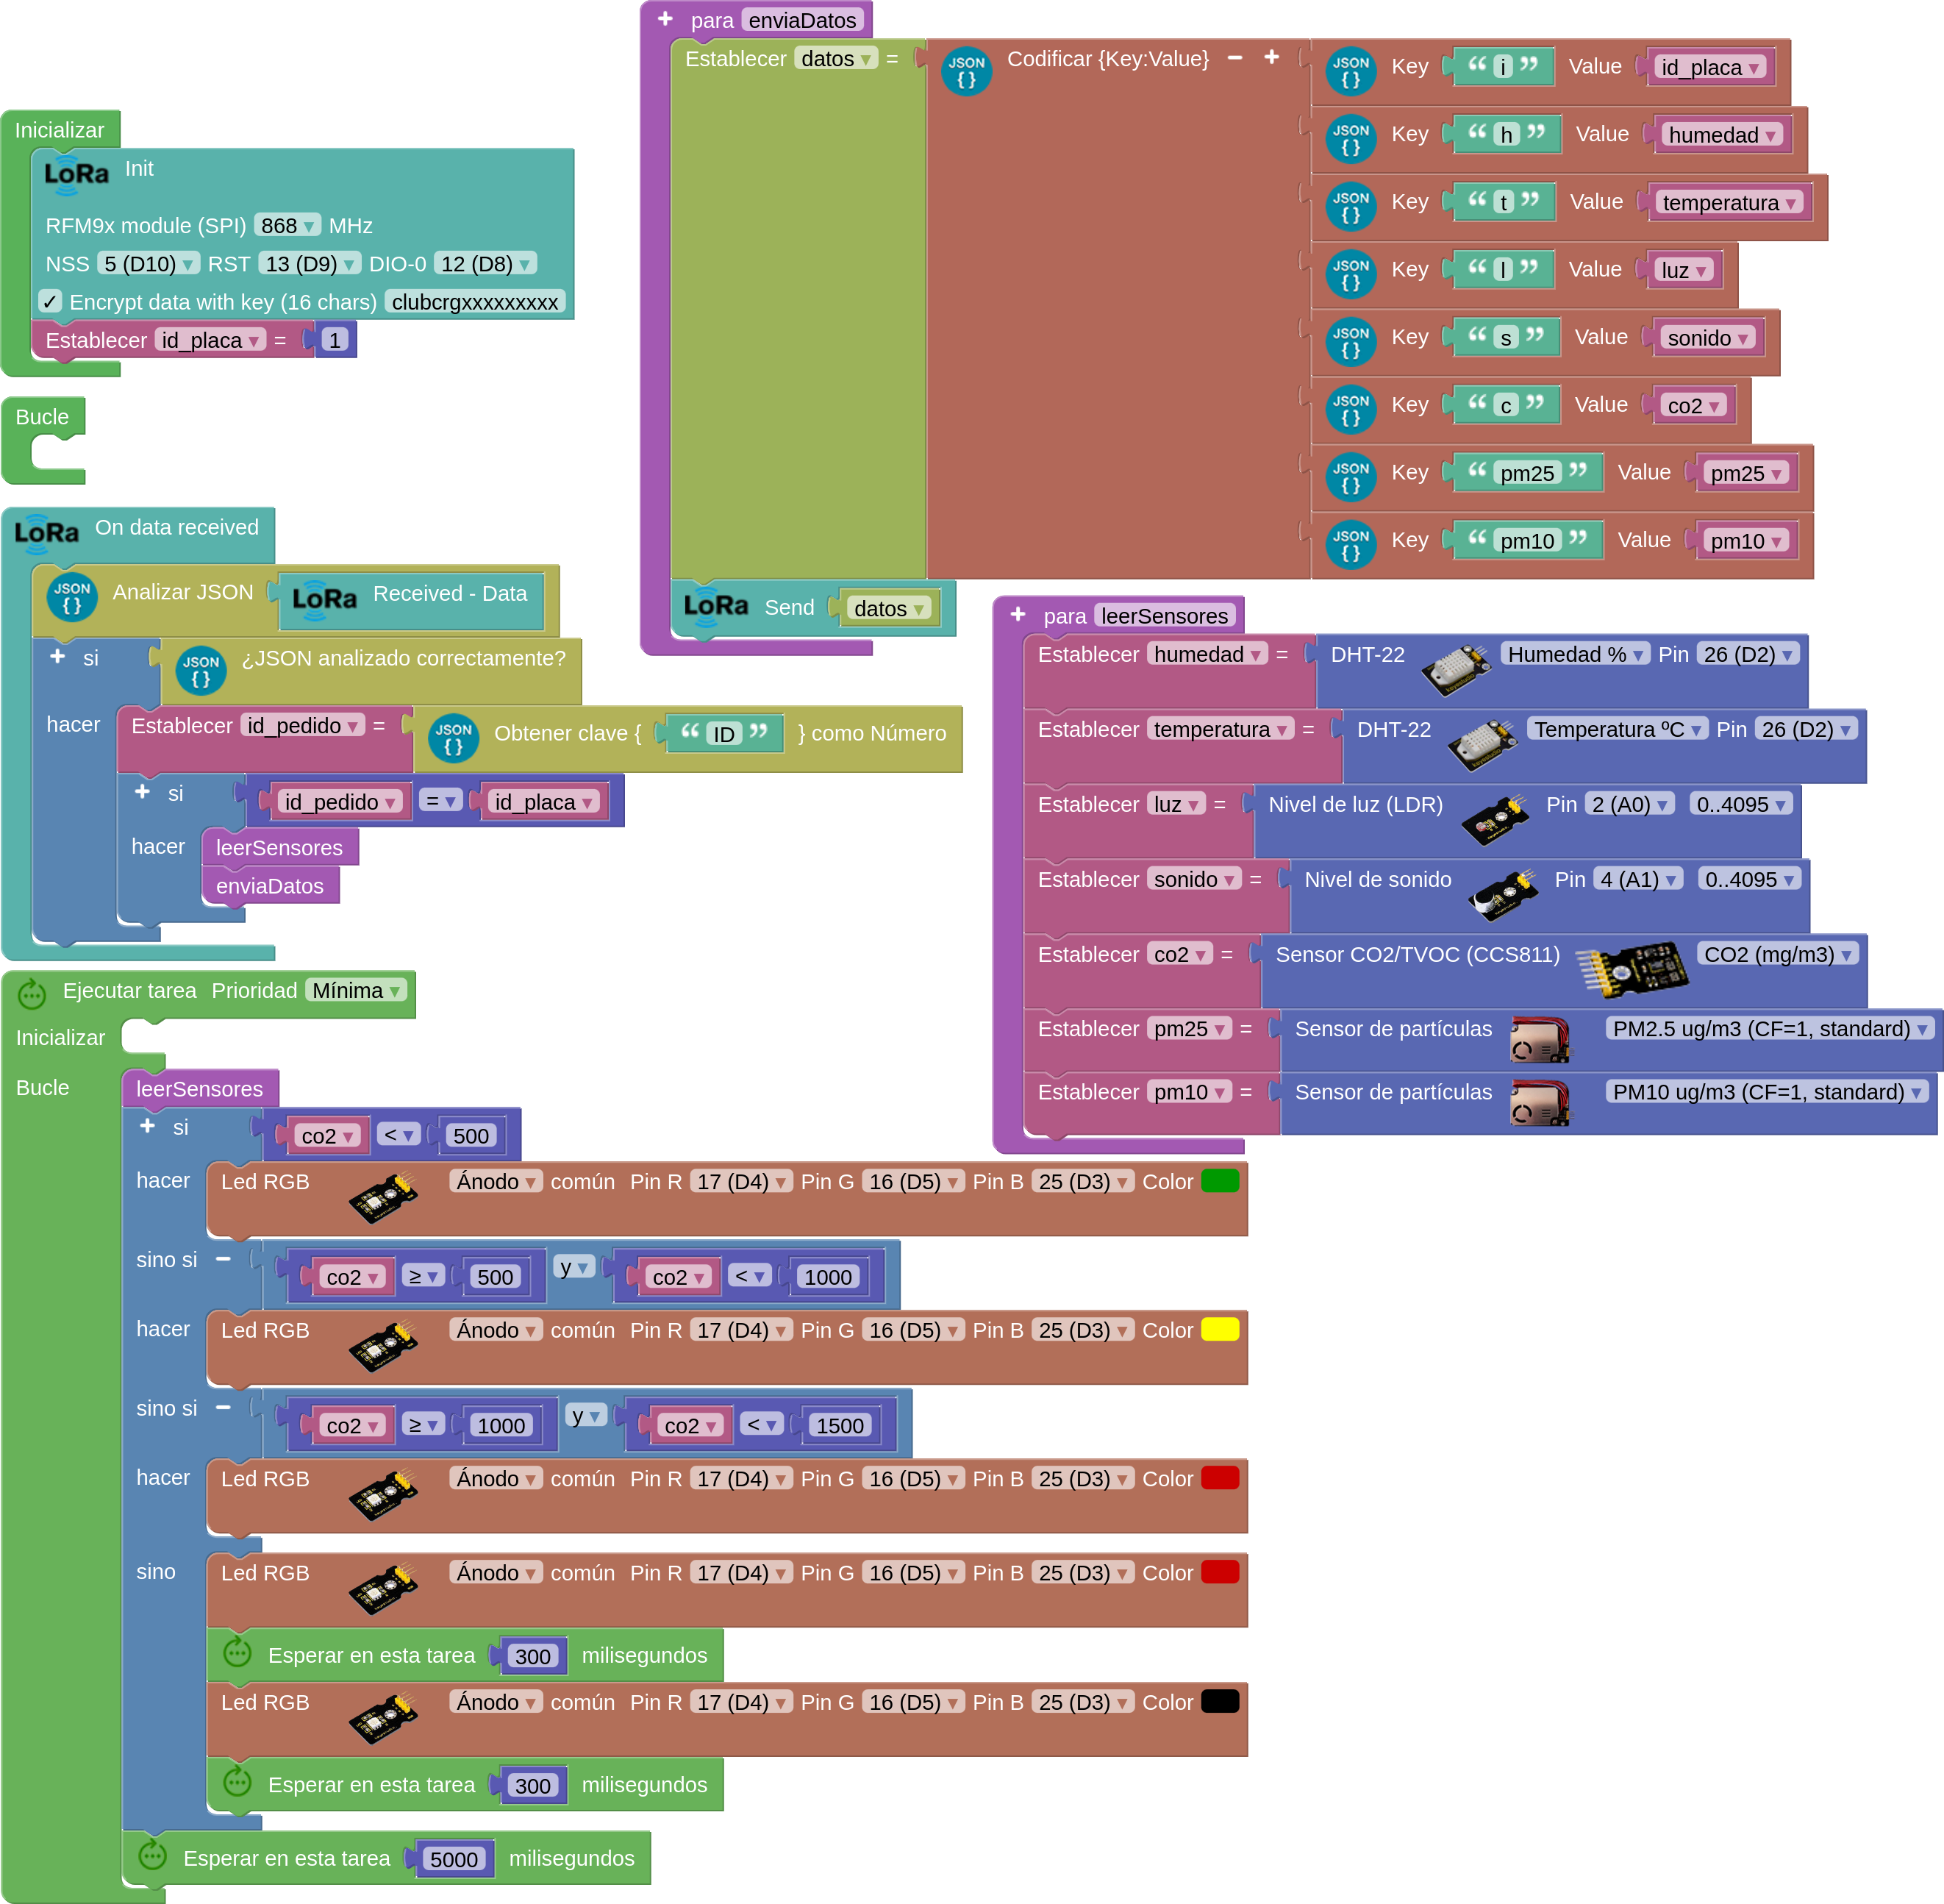 Inicializar
LoRa Init
RFM9x module (SPI) 868 ▾ MHz
NSS 5 (D10) ▾ RST 13 (D9) ▾ DIO-0 12 (D8) ▾
✓ Encrypt data with key (16 chars) clubcrgxxxxxxxxx
Establecer id_placa ▾ = 1
Bucle
LoRa On data received
JSON { } Analizar JSON LoRa Received - Data
+ si JSON { } ¿JSON analizado correctamente?
hacer Establecer id_pedido ▾ = JSON { } Obtener clave { “ ID ” } como Número
+ si id_pedido ▾ = ▾ id_placa ▾
hacer leerSensores
enviaDatos
+ para enviaDatos
Establecer datos ▾ = JSON { } Codificar {Key:Value} − + JSON { } Key “ i ” Value id_placa ▾
JSON { } Key “ h ” Value humedad ▾
JSON { } Key “ t ” Value temperatura ▾
JSON { } Key “ l ” Value luz ▾
JSON { } Key “ s ” Value sonido ▾
JSON { } Key “ c ” Value co2 ▾
JSON { } Key “ pm25 ” Value pm25 ▾
JSON { } Key “ pm10 ” Value pm10 ▾
LoRa Send datos ▾
+ para leerSensores
Establecer humedad ▾ = DHT-22 Humedad % ▾ Pin 26 (D2) ▾
Establecer temperatura ▾ = DHT-22 Temperatura ºC ▾ Pin 26 (D2) ▾
Establecer luz ▾ = Nivel de luz (LDR) Pin 2 (A0) ▾ 0..4095 ▾
Establecer sonido ▾ = Nivel de sonido Pin 4 (A1) ▾ 0..4095 ▾
Establecer co2 ▾ = Sensor CO2/TVOC (CCS811) CO2 (mg/m3) ▾
Establecer pm25 ▾ = Sensor de partículas PM2.5 ug/m3 (CF=1, standard) ▾
Establecer pm10 ▾ = Sensor de partículas PM10 ug/m3 (CF=1, standard) ▾
Ejecutar tarea Prioridad Mínima ▾
Inicializar
Bucle leerSensores
+ si co2 ▾ < ▾ 500
hacer Led RGB Ánodo ▾ común Pin R 17 (D4) ▾ Pin G 16 (D5) ▾ Pin B 25 (D3) ▾ Color
sino si − co2 ▾ ≥ ▾ 500 y ▾ co2 ▾ < ▾ 1000
hacer Led RGB Ánodo ▾ común Pin R 17 (D4) ▾ Pin G 16 (D5) ▾ Pin B 25 (D3) ▾ Color
sino si − co2 ▾ ≥ ▾ 1000 y ▾ co2 ▾ < ▾ 1500
hacer Led RGB Ánodo ▾ común Pin R 17 (D4) ▾ Pin G 16 (D5) ▾ Pin B 25 (D3) ▾ Color
sino Led RGB Ánodo ▾ común Pin R 17 (D4) ▾ Pin G 16 (D5) ▾ Pin B 25 (D3) ▾ Color
Esperar en esta tarea 300 milisegundos
Led RGB Ánodo ▾ común Pin R 17 (D4) ▾ Pin G 16 (D5) ▾ Pin B 25 (D3) ▾ Color
Esperar en esta tarea 300 milisegundos
Esperar en esta tarea 5000 milisegundos